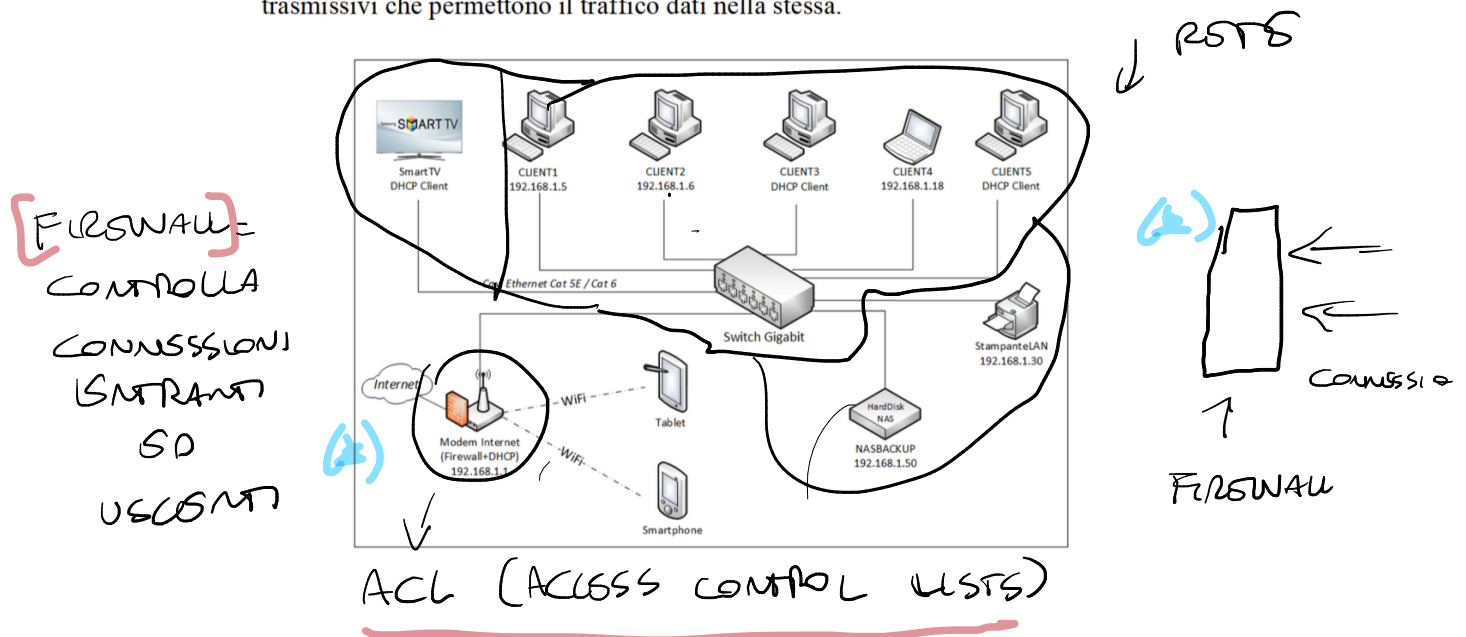 trasmissivi che permettono il traffico dati nella stessa.
RETE
SMART TV
SmartTV
DHCP Client
CLIENT1
192.168.1.5
CLIENT2
192.168.1.6
CLIENT3
DHCP Client
CLIENT4
192.168.1.18
CLIENT5
DHCP Client
[FIREWALL]=
CONTROLLA
CONNESSIONI
ENTRANTI
ED
USCENTI
Ethernet Cat 5E / Cat 6
Switch Gigabit
StampanteLAN
192.168.1.30
Internet
Modem Internet
(Firewall+DHCP)
192.168.1.1
WiFi
Tablet
WiFi
Smartphone
HardDisk
NAS
NASBACKUP
192.168.1.50
(*)
(*)
CONNESSIO
FIREWALL
ACL (ACCESS CONTROL LISTS)